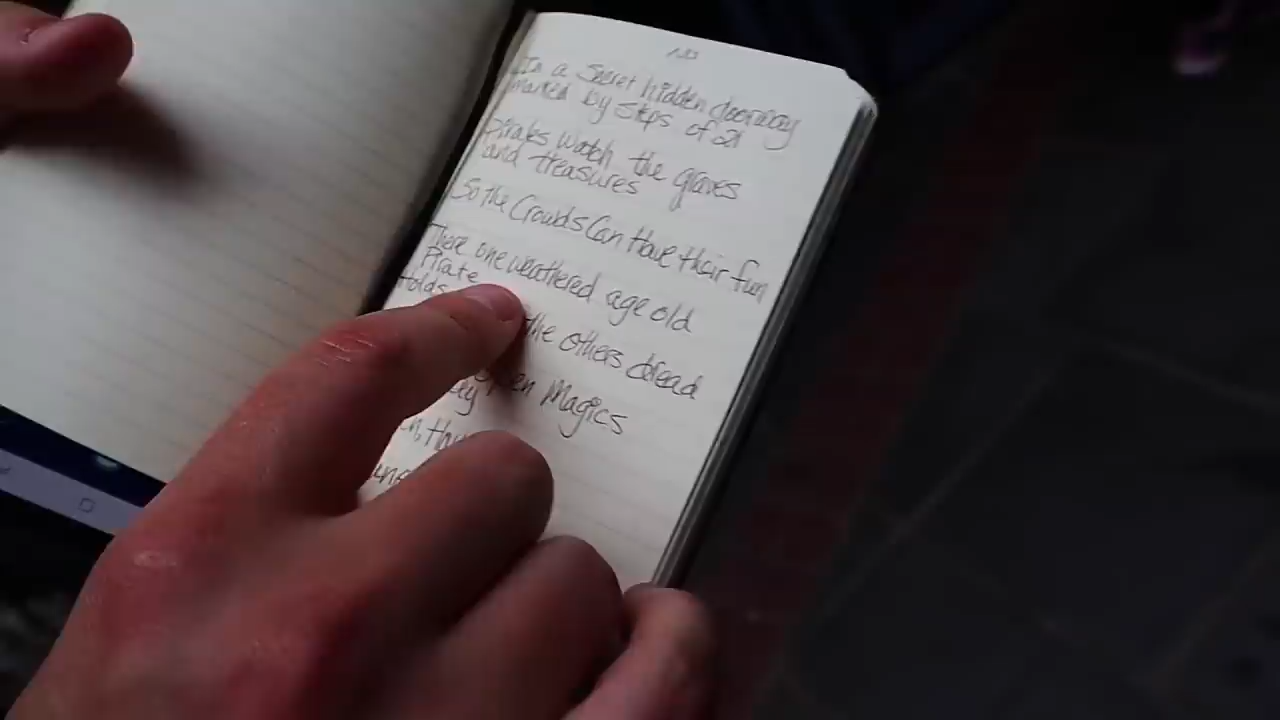 In a Secret hidden doorway
marked by Steps of 21
Pirates watch the graves
and treasures
So the Crowds Can Have their fun
There one weathered age old
Pirate
Holds
the others dread
Magics